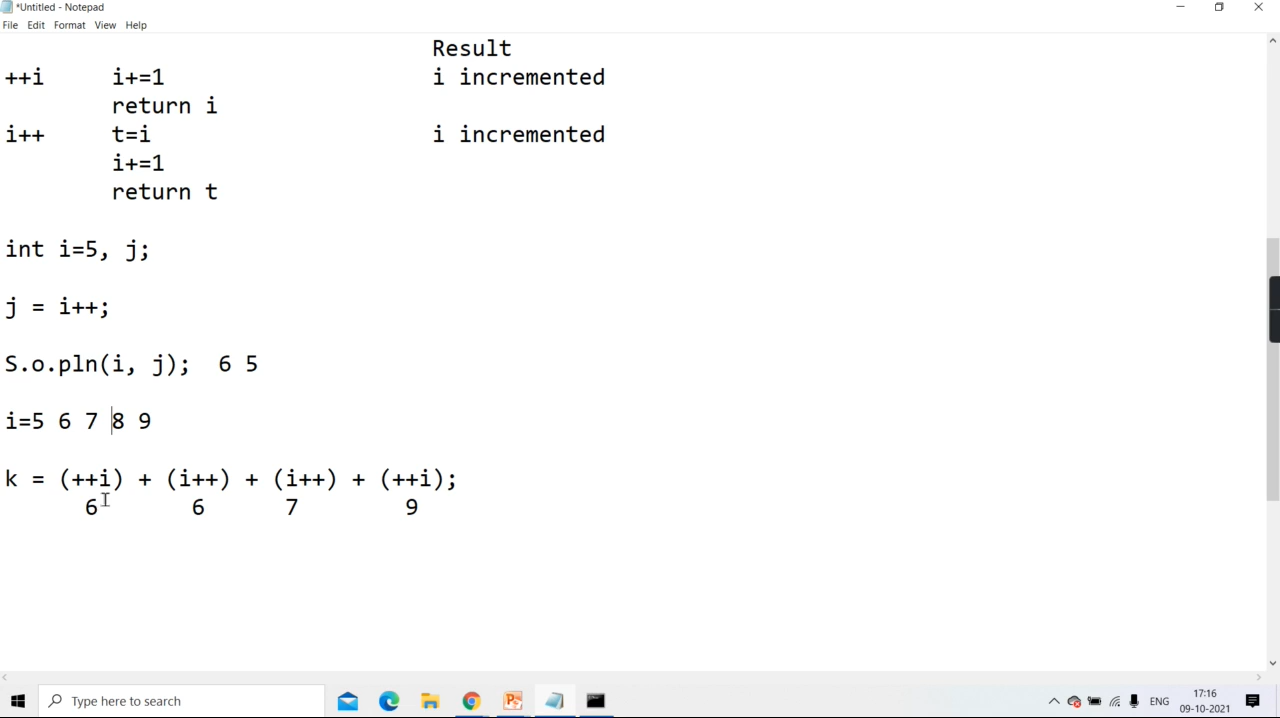 *Untitled - Notepad
File Edit Format View Help
Result
++i i+=1 i incremented
return i
i++ t=i i incremented
i+=1
return t
int i=5, j;
j = i++;
S.o.pln(i, j); 6 5
i=5 6 7 8 9
k = (++i) + (i++) + (i++) + (++i);
6 6 7 9
Type here to search
ENG
17:16
09-10-2021